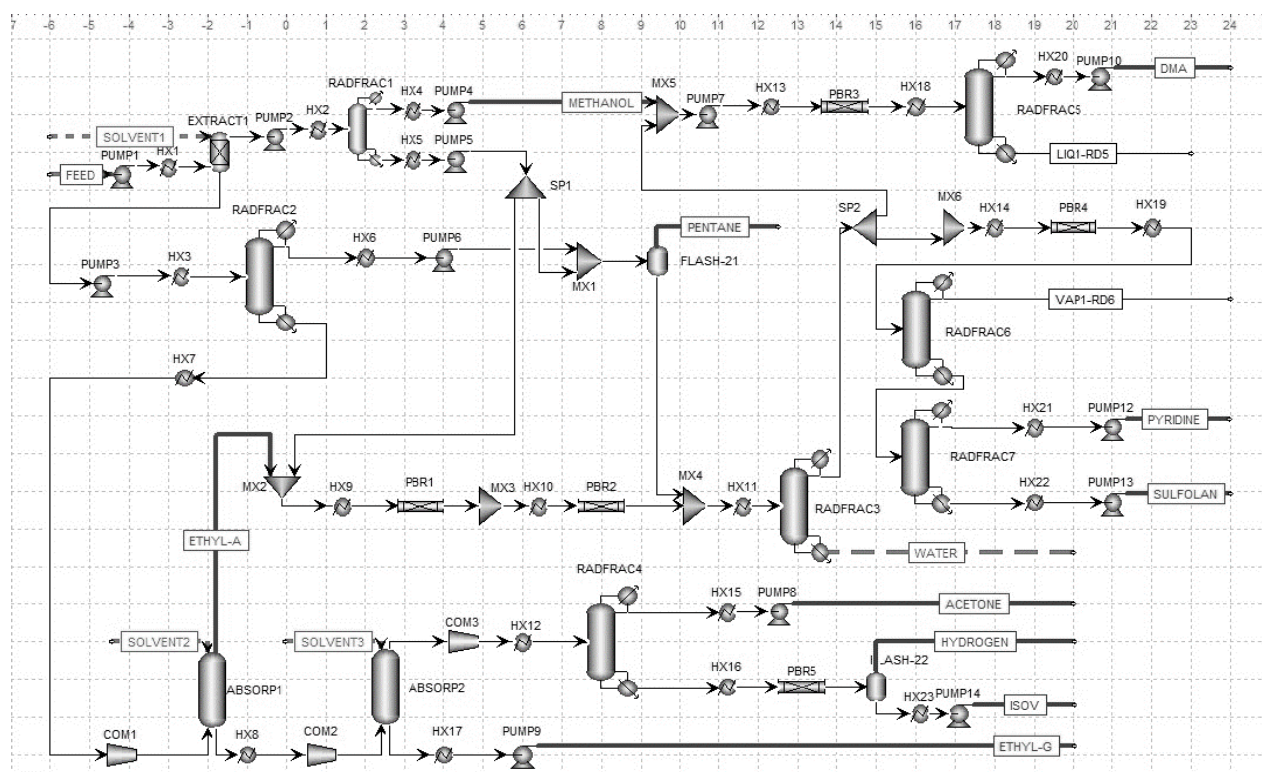 -7 -6 -5 -4 -3 -2 -1 0 1 2 3 4 5 6 7 8 9 10 11 12 13 14 15 16 17 18 19 20 21 22 23 24
HX20 PUMP10 DMA
RADFRAC1
HX4 PUMP4 METHANOL MX5
PUMP7 HX13 PBR3 HX18 RADFRAC5
SOLVENT1 EXTRACT1 PUMP2 HX2
HX5 PUMP5
FEED PUMP1 HX1
LIQ1-RD5
SP1
RADFRAC2
SP2 MX6 HX14 PBR4 HX19
PENTANE
HX6 PUMP6
PUMP3 HX3
MX1 FLASH-21
VAP1-RD6
RADFRAC6
HX7
HX21 PUMP12 PYRIDINE
RADFRAC7
MX2 HX9 PBR1 MX3 HX10 PBR2 MX4 HX11
HX22 PUMP13 SULFOLAN
RADFRAC3
ETHYL-A
WATER
RADFRAC4
HX15 PUMP8 ACETONE
SOLVENT2 SOLVENT3 COM3 HX12 HYDROGEN
ABSORP1 ABSORP2
HX16 PBR5 LASH-22
HX23 PUMP14 ISOV
COM1 HX8 COM2 HX17 PUMP9 ETHYL-G